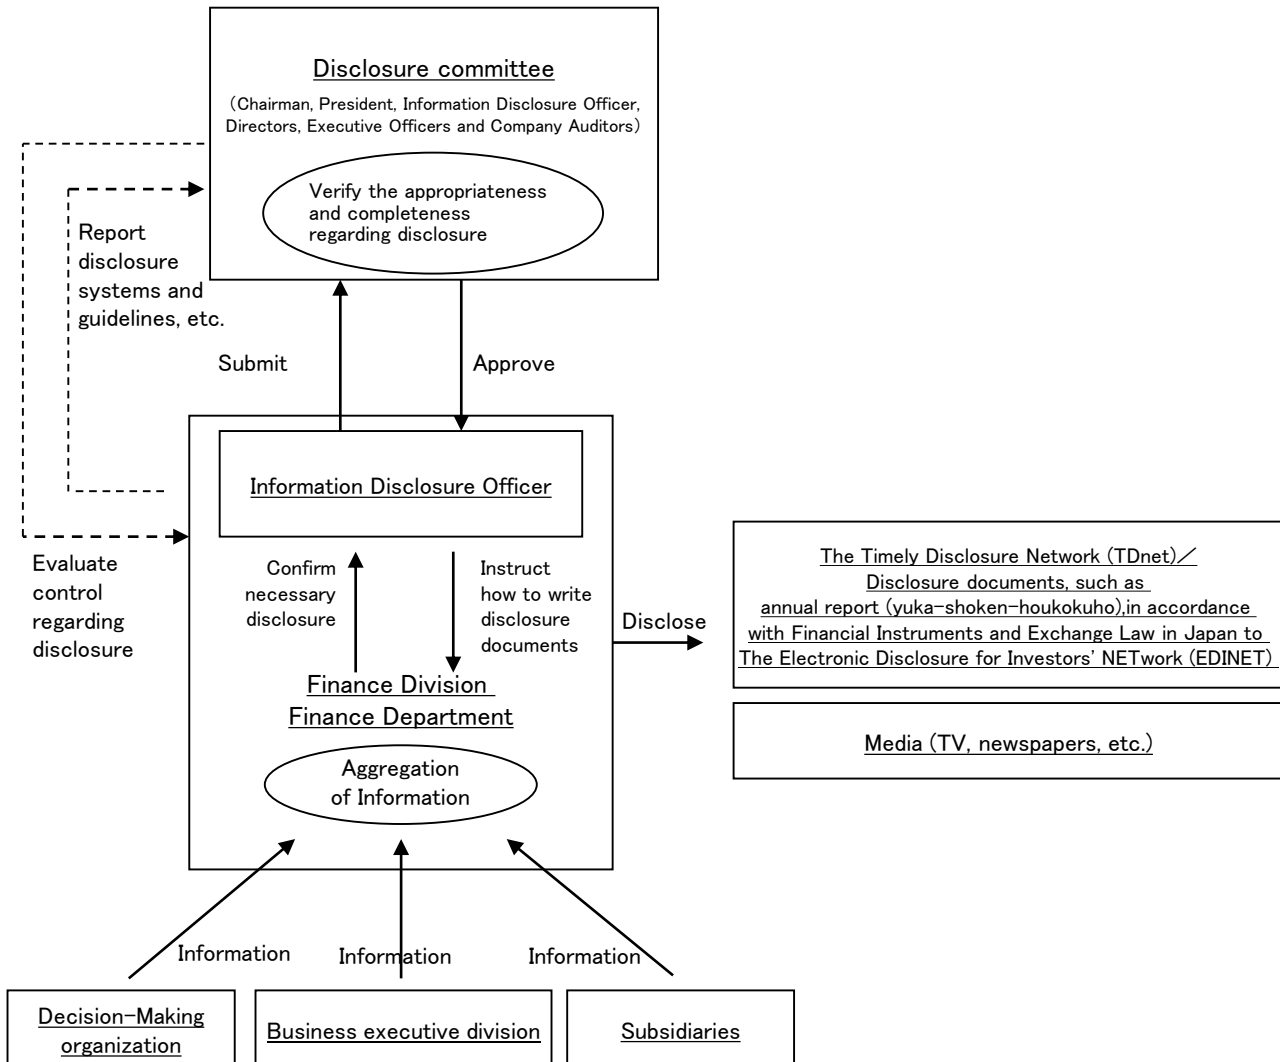 Disclosure committee
（Chairman, President, Information Disclosure Officer,
Directors, Executive Officers and Company Auditors）
Verify the appropriateness
and completeness
regarding disclosure
Report
disclosure
systems and
guidelines, etc.
Submit
Approve
Information Disclosure Officer
Evaluate
control
regarding
disclosure
Confirm
necessary
disclosure
Instruct
how to write
disclosure
documents
Disclose
The Timely Disclosure Network (TDnet)／
Disclosure documents, such as
annual report (yuka-shoken-houkokuho),in accordance
with Financial Instruments and Exchange Law in Japan to
The Electronic Disclosure for Investors' NETwork (EDINET)
Finance Division
Finance Department
Media (TV, newspapers, etc.)
Aggregation
of Information
Information
Information
Information
Decision-Making
organization
Business executive division
Subsidiaries